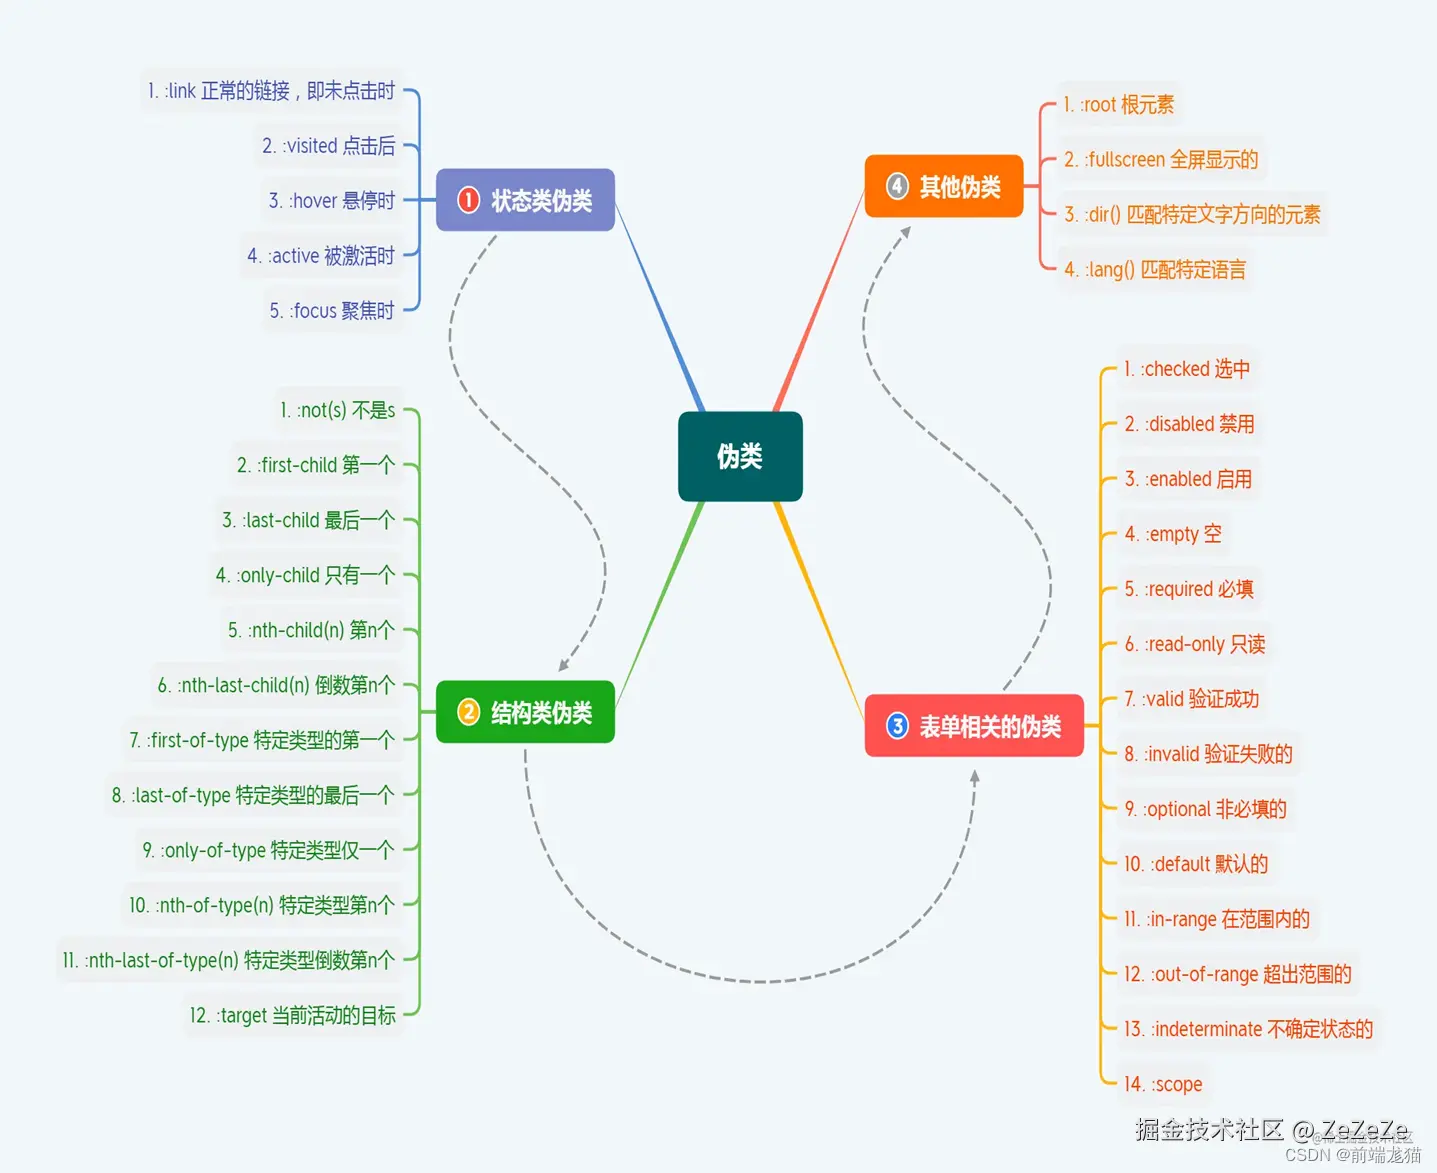 伪类
1 状态类伪类
1. :link 正常的链接，即未点击时
2. :visited 点击后
3. :hover 悬停时
4. :active 被激活时
5. :focus 聚焦时
2 结构类伪类
1. :not(s) 不是s
2. :first-child 第一个
3. :last-child 最后一个
4. :only-child 只有一个
5. :nth-child(n) 第n个
6. :nth-last-child(n) 倒数第n个
7. :first-of-type 特定类型的第一个
8. :last-of-type 特定类型的最后一个
9. :only-of-type 特定类型仅一个
10. :nth-of-type(n) 特定类型第n个
11. :nth-last-of-type(n) 特定类型倒数第n个
12. :target 当前活动的目标
3 表单相关的伪类
1. :checked 选中
2. :disabled 禁用
3. :enabled 启用
4. :empty 空
5. :required 必填
6. :read-only 只读
7. :valid 验证成功
8. :invalid 验证失败的
9. :optional 非必填的
10. :default 默认的
11. :in-range 在范围内的
12. :out-of-range 超出范围的
13. :indeterminate 不确定状态的
14. :scope
4 其他伪类
1. :root 根元素
2. :fullscreen 全屏显示的
3. :dir() 匹配特定文字方向的元素
4. :lang() 匹配特定语言
掘金技术社区 @ ZeZeZe
CSDN @前端龙猫